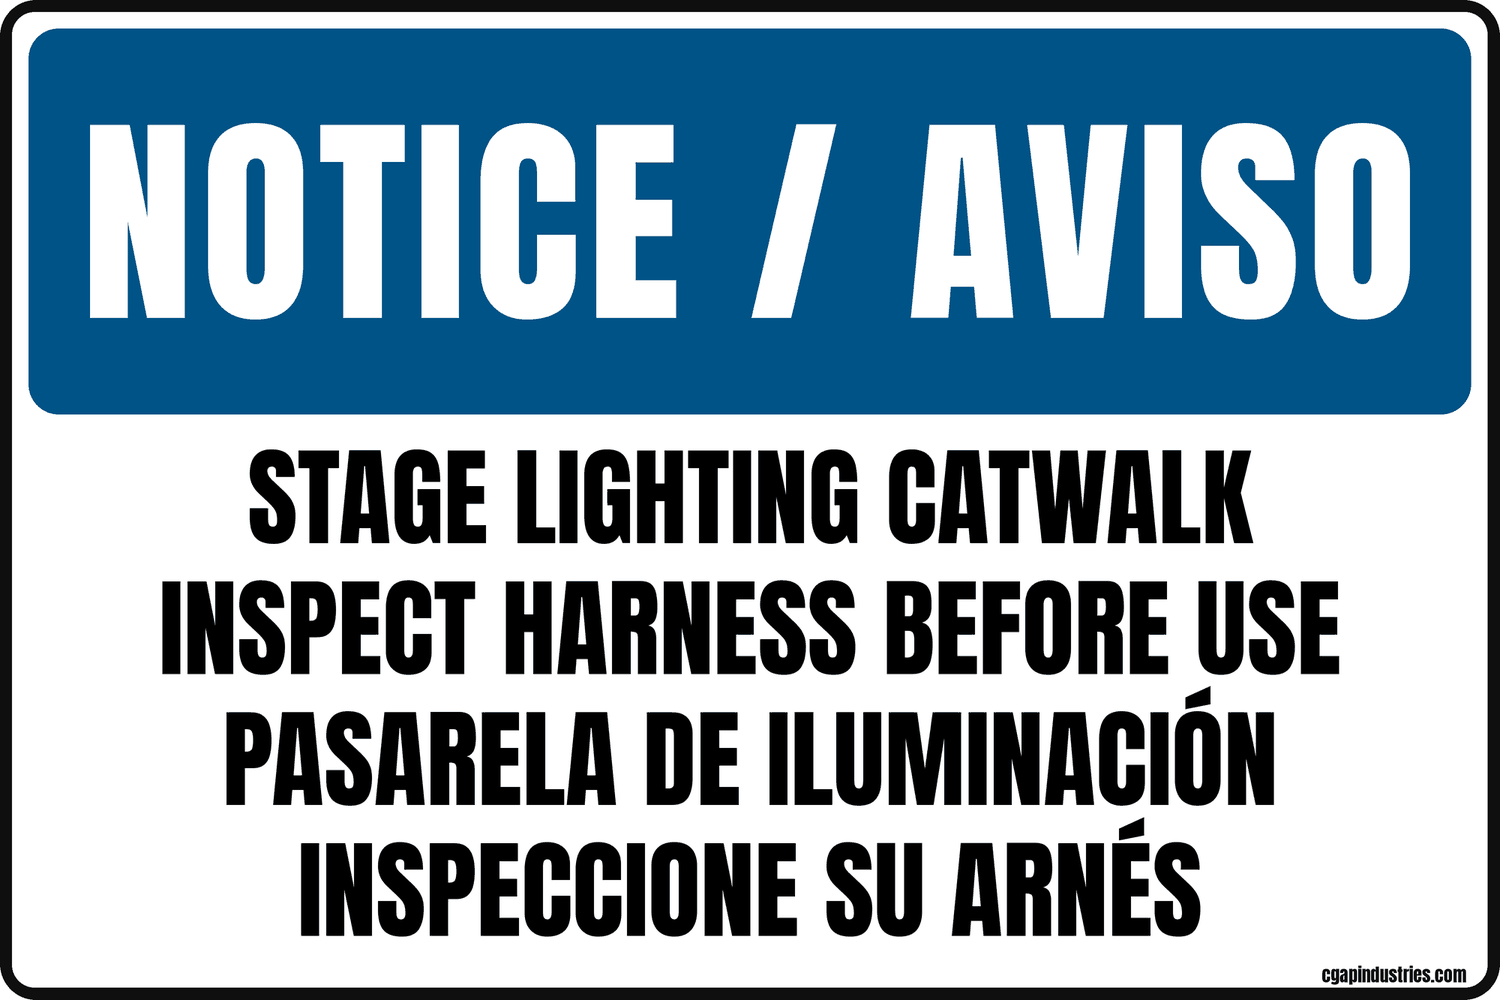 NOTICE / AVISO
STAGE LIGHTING CATWALK
INSPECT HARNESS BEFORE USE
PASARELA DE ILUMINACIÓN
INSPECCIONE SU ARNÉS
cgapindustries.com